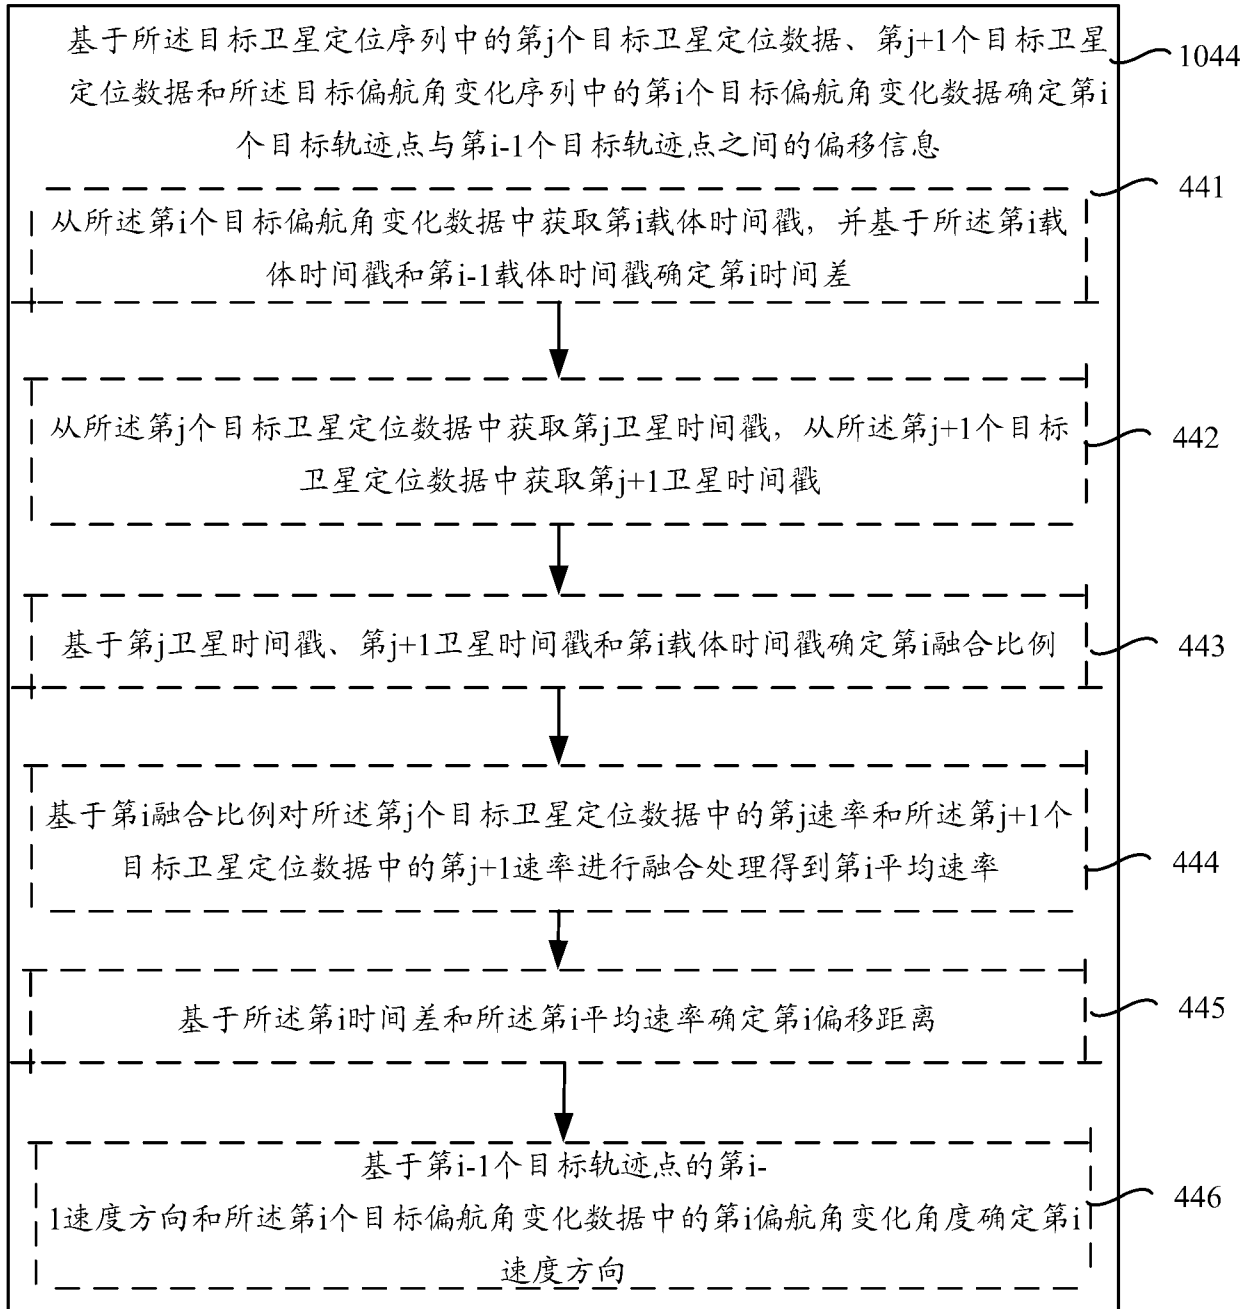 基于所述目标卫星定位序列中的第j个目标卫星定位数据、第j+1个目标卫星
定位数据和所述目标偏航角变化序列中的第i个目标偏航角变化数据确定第i
个目标轨迹点与第i-1个目标轨迹点之间的偏移信息
1044
441
从所述第i个目标偏航角变化数据中获取第i载体时间戳，并基于所述第i载
体时间戳和第i-1载体时间戳确定第i时间差
从所述第j个目标卫星定位数据中获取第j卫星时间戳，从所述第j+1个目标
卫星定位数据中获取第j+1卫星时间戳
442
基于第j卫星时间戳、第j+1卫星时间戳和第i载体时间戳确定第i融合比例
443
基于第i融合比例对所述第j个目标卫星定位数据中的第j速率和所述第j+1个
目标卫星定位数据中的第j+1速率进行融合处理得到第i平均速率
444
基于所述第i时间差和所述第i平均速率确定第i偏移距离
445
基于第i-1个目标轨迹点的第i-
1速度方向和所述第i个目标偏航角变化数据中的第i偏航角变化角度确定第i
速度方向
446